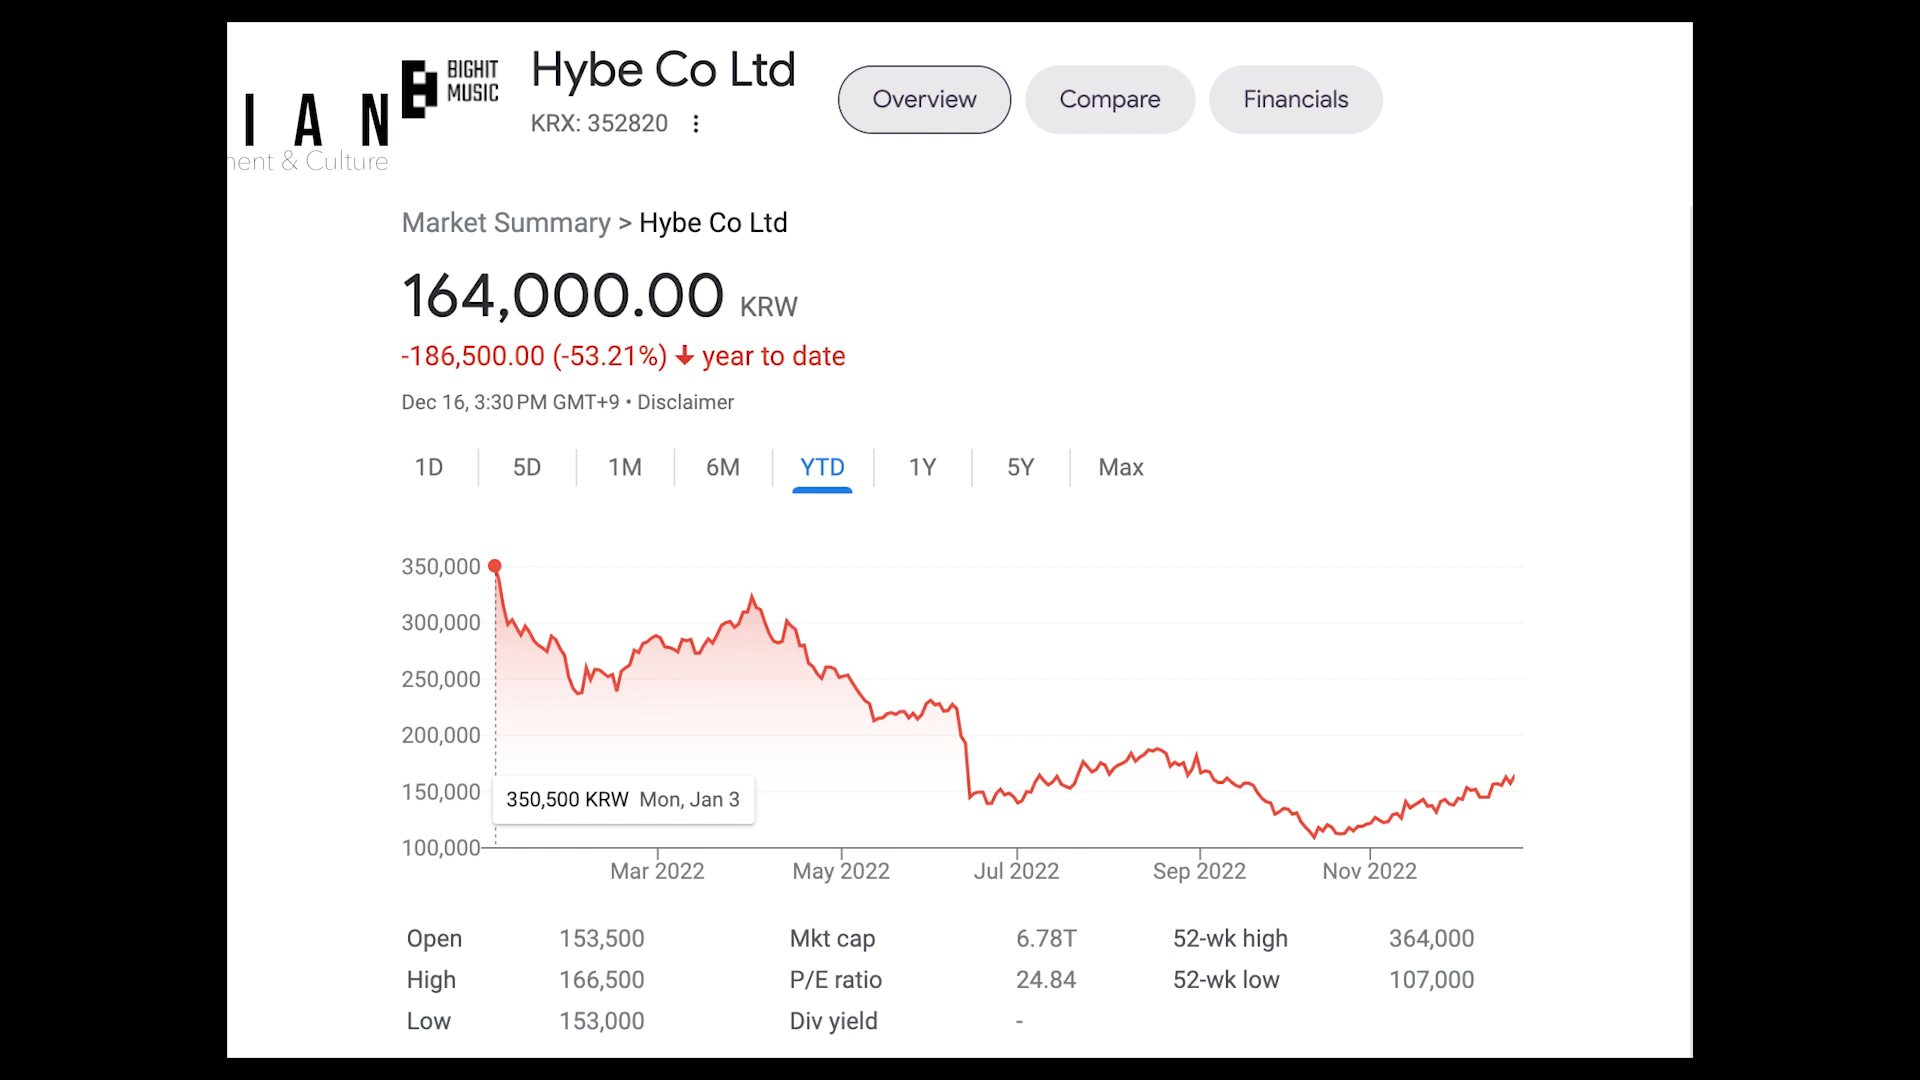 I A N
ment & Culture
BIGHIT
MUSIC
Hybe Co Ltd
KRX: 352820
Overview
Compare
Financials
Market Summary > Hybe Co Ltd
164,000.00 KRW
-186,500.00 (-53.21%) year to date
Dec 16, 3:30 PM GMT+9 • Disclaimer
1D 5D 1M 6M YTD 1Y 5Y Max
350,000
300,000
250,000
200,000
150,000
100,000
350,500 KRW Mon, Jan 3
Mar 2022 May 2022 Jul 2022 Sep 2022 Nov 2022
Open 153,500 Mkt cap 6.78T 52-wk high 364,000
High 166,500 P/E ratio 24.84 52-wk low 107,000
Low 153,000 Div yield -